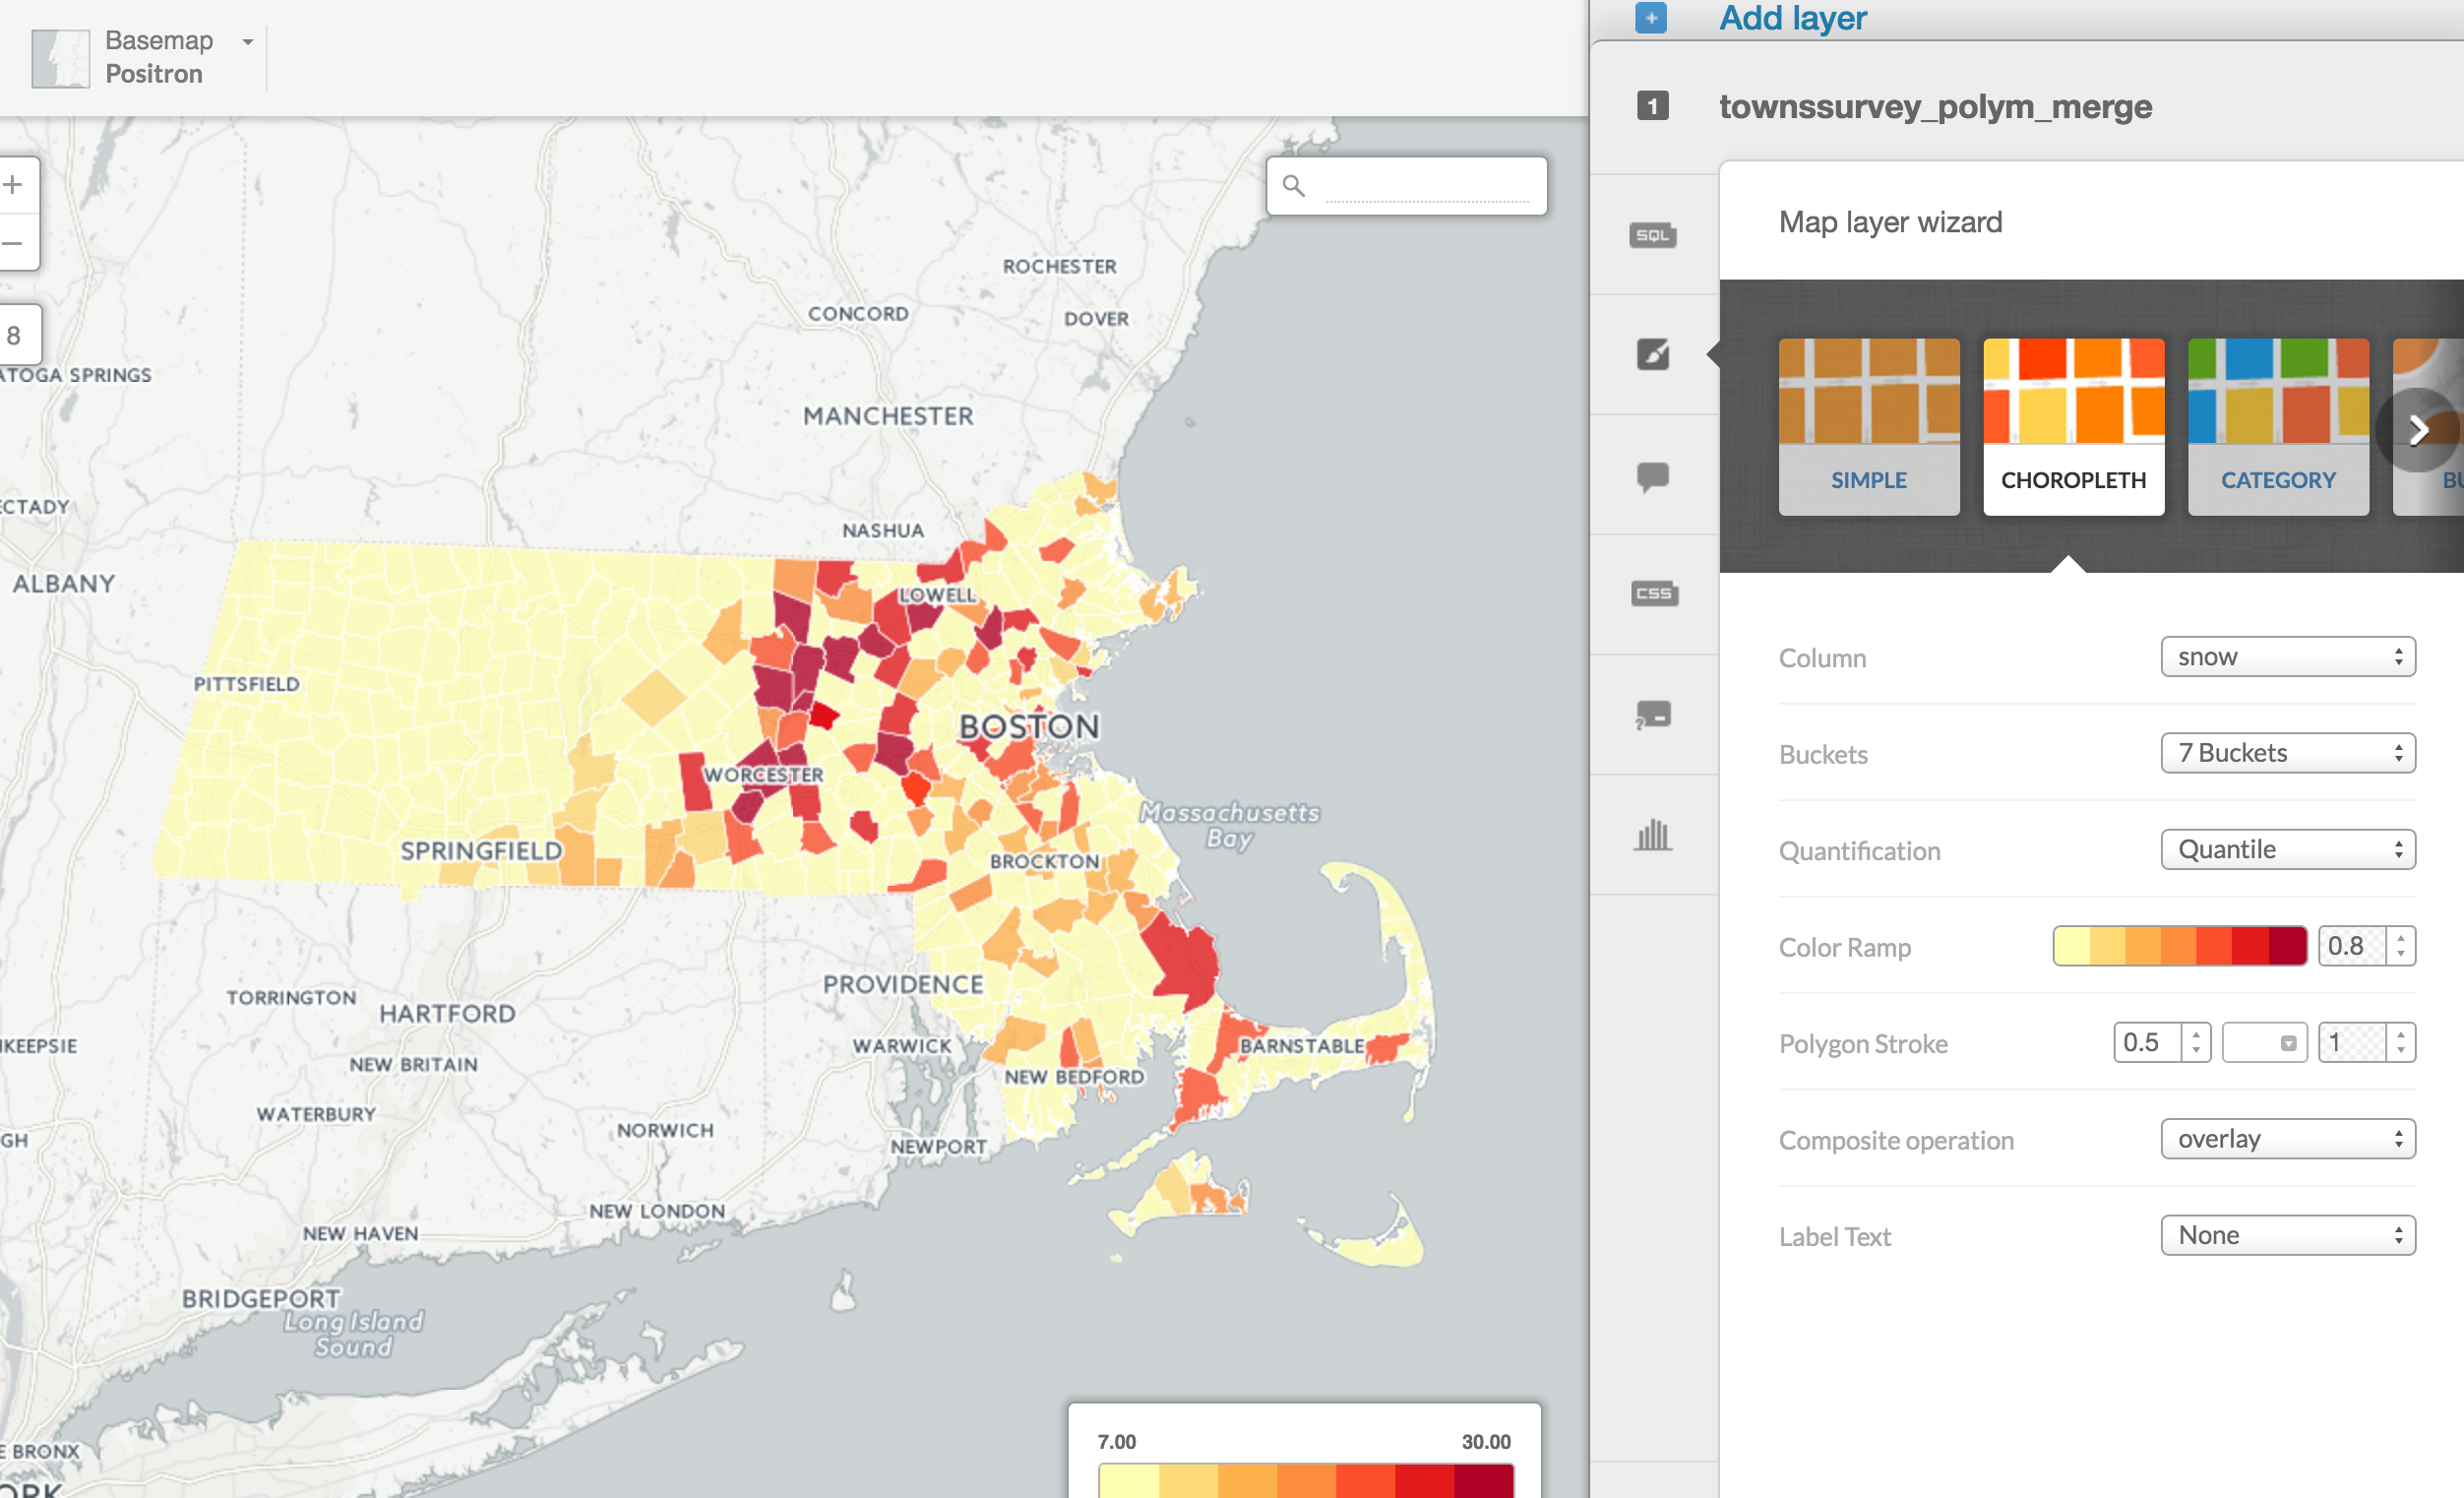 Basemap
Positron
+
8
ATOGA SPRINGS
ECTADY
ALBANY
PITTSFIELD
ROCHESTER
CONCORD
DOVER
MANCHESTER
NASHUA
LOWELL
BOSTON
WORCESTER
Massachusetts
Bay
SPRINGFIELD
BROCKTON
PROVIDENCE
TORRINGTON
HARTFORD
KEEPSIE
NEW BRITAIN
WARWICK
BARNSTABLE
NEW BEDFORD
WATERBURY
GH
NORWICH
NEWPORT
NEW LONDON
NEW HAVEN
BRIDGEPORT
Long Island
Sound
E BRONX
ORK
7.00 30.00
Add layer
1 townssurvey_polym_merge
SQL
CSS
Map layer wizard
SIMPLE CHOROPLETH CATEGORY BU
Column snow
Buckets 7 Buckets
Quantification Quantile
Color Ramp 0.8
Polygon Stroke 0.5 1
Composite operation overlay
Label Text None